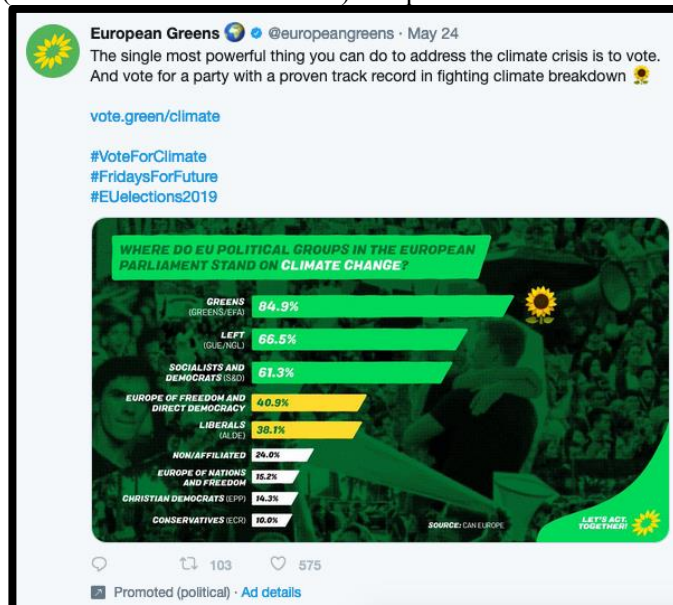 European Greens 🌍 @europeangreens · May 24
The single most powerful thing you can do to address the climate crisis is to vote.
And vote for a party with a proven track record in fighting climate breakdown 🌻
vote.green/climate
#VoteForClimate
#FridaysForFuture
#EUelections2019
WHERE DO EU POLITICAL GROUPS IN THE EUROPEAN
PARLIAMENT STAND ON CLIMATE CHANGE?
GREENS
(GREENS/EFA)
84.9%
LEFT
(GUE/NGL)
66.5%
SOCIALISTS AND
DEMOCRATS (S&D)
61.3%
EUROPE OF FREEDOM AND
DIRECT DEMOCRACY
40.9%
LIBERALS
(ALDE)
38.1%
NON/AFFILIATED
24.0%
EUROPE OF NATIONS
AND FREEDOM
15.2%
CHRISTIAN DEMOCRATS (EPP)
14.3%
CONSERVATIVES (ECR)
10.0%
SOURCE: CAN EUROPE
LET'S ACT.
TOGETHER!
103
575
Promoted (political) · Ad details